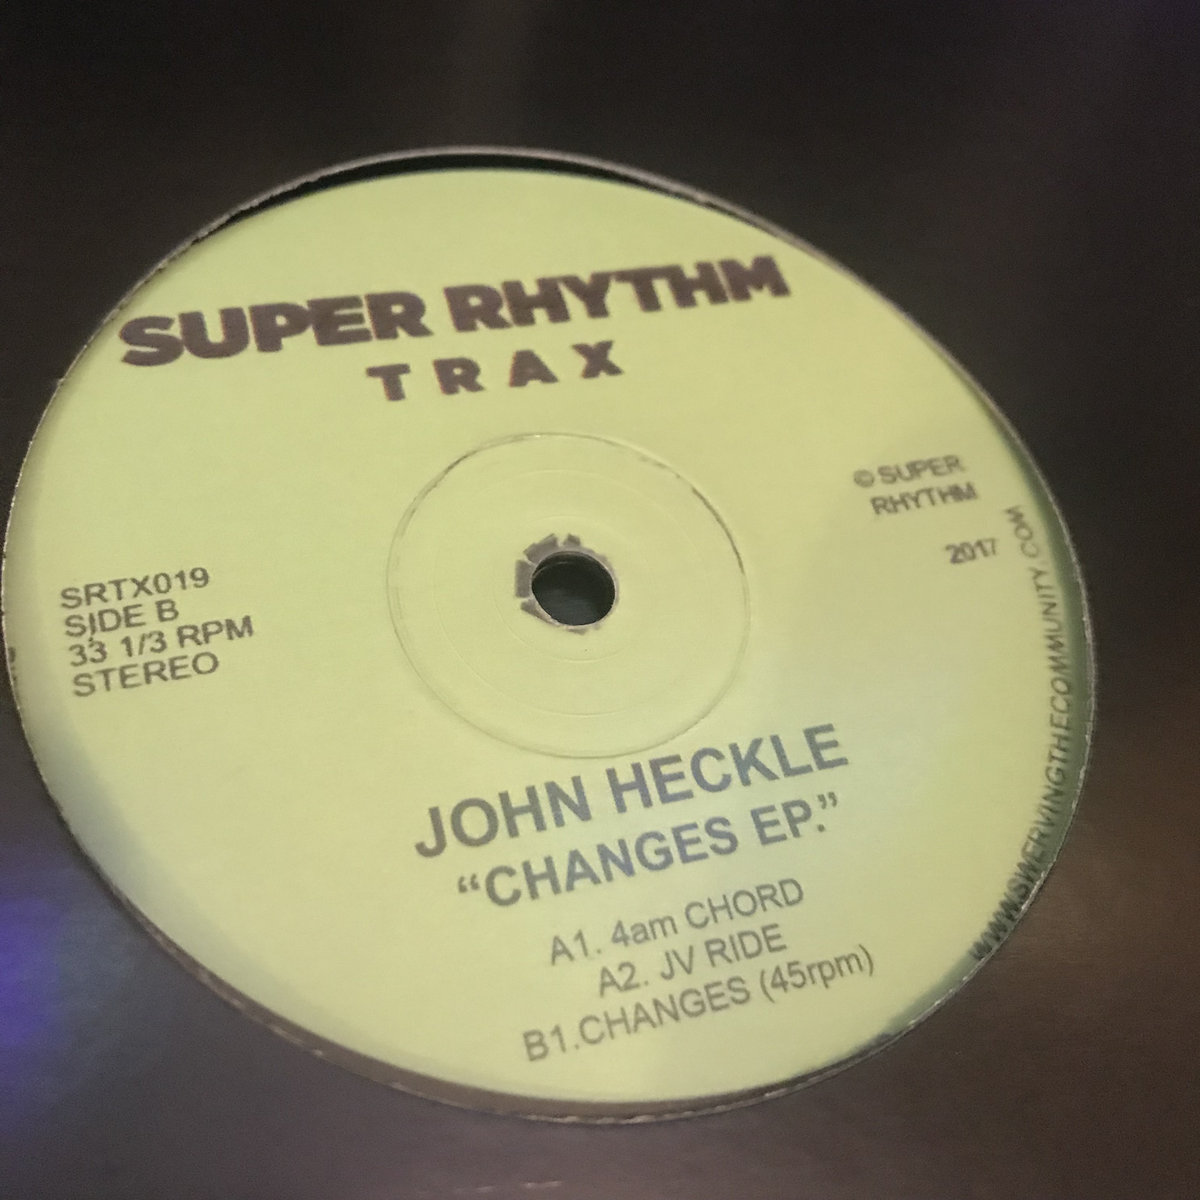 SUPER RHYTHM
TRAX
© SUPER
RHYTHM
2017
WWW.SWERVINGTHECOMMUNITY.COM
SRTX019
SIDE B
33 1/3 RPM
STEREO
JOHN HECKLE
“CHANGES EP.”
A1. 4am CHORD
A2. JV RIDE
B1.CHANGES (45rpm)